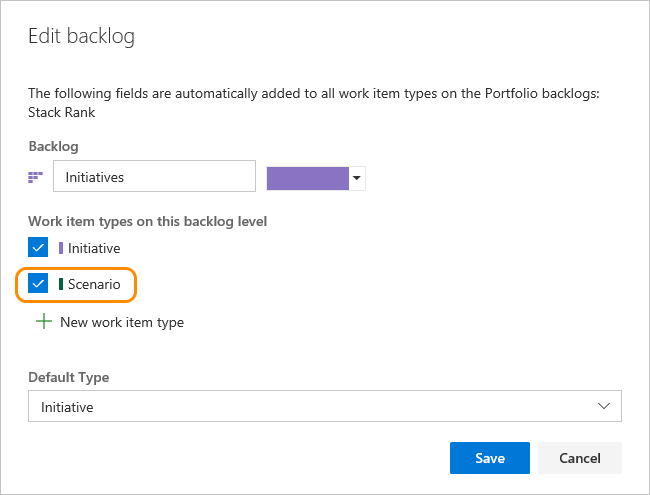 Edit backlog
The following fields are automatically added to all work item types on the Portfolio backlogs:
Stack Rank
Backlog
Initiatives
Work item types on this backlog level
Initiative
Scenario
New work item type
Default Type
Initiative
Save Cancel